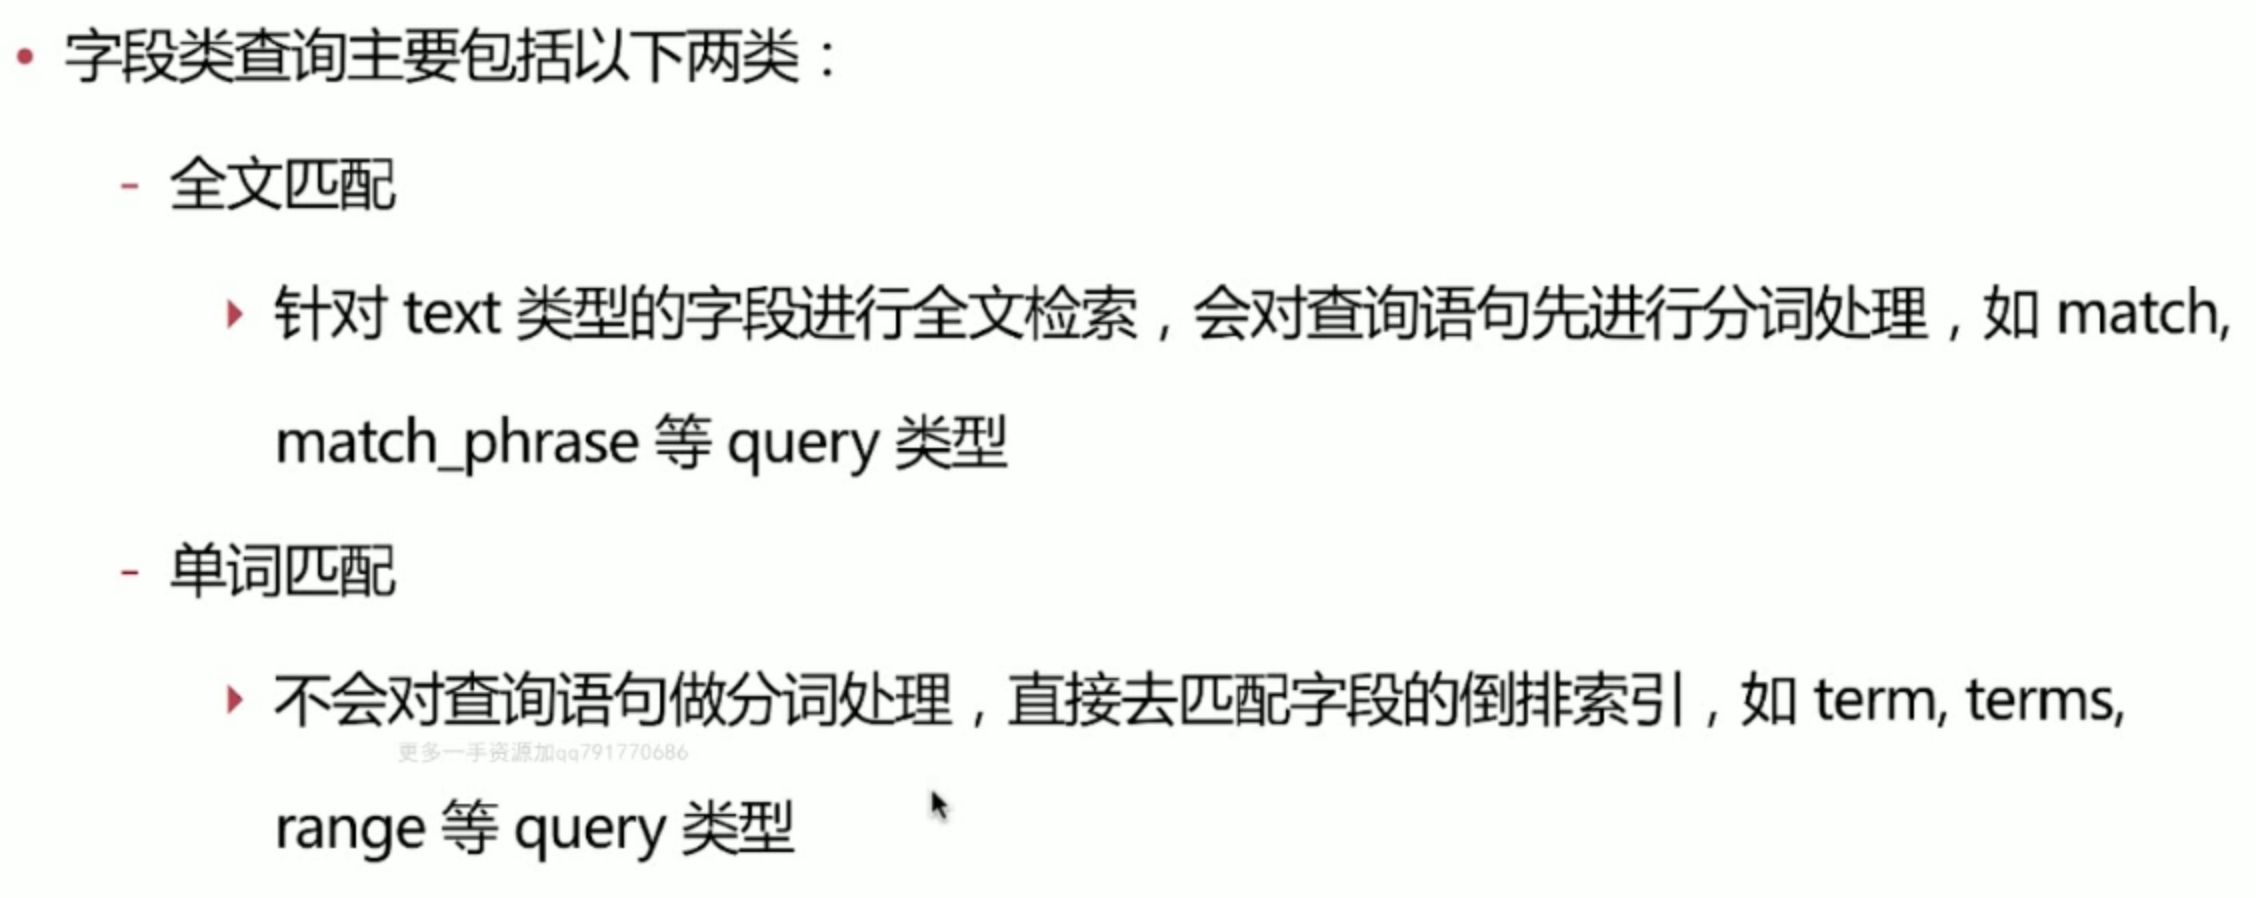 • 字段类查询主要包括以下两类：
- 全文匹配
针对 text 类型的字段进行全文检索，会对查询语句先进行分词处理，如 match,
match_phrase 等 query 类型
- 单词匹配
不会对查询语句做分词处理，直接去匹配字段的倒排索引，如 term, terms,
更多一手资源加qq791770686
range 等 query 类型